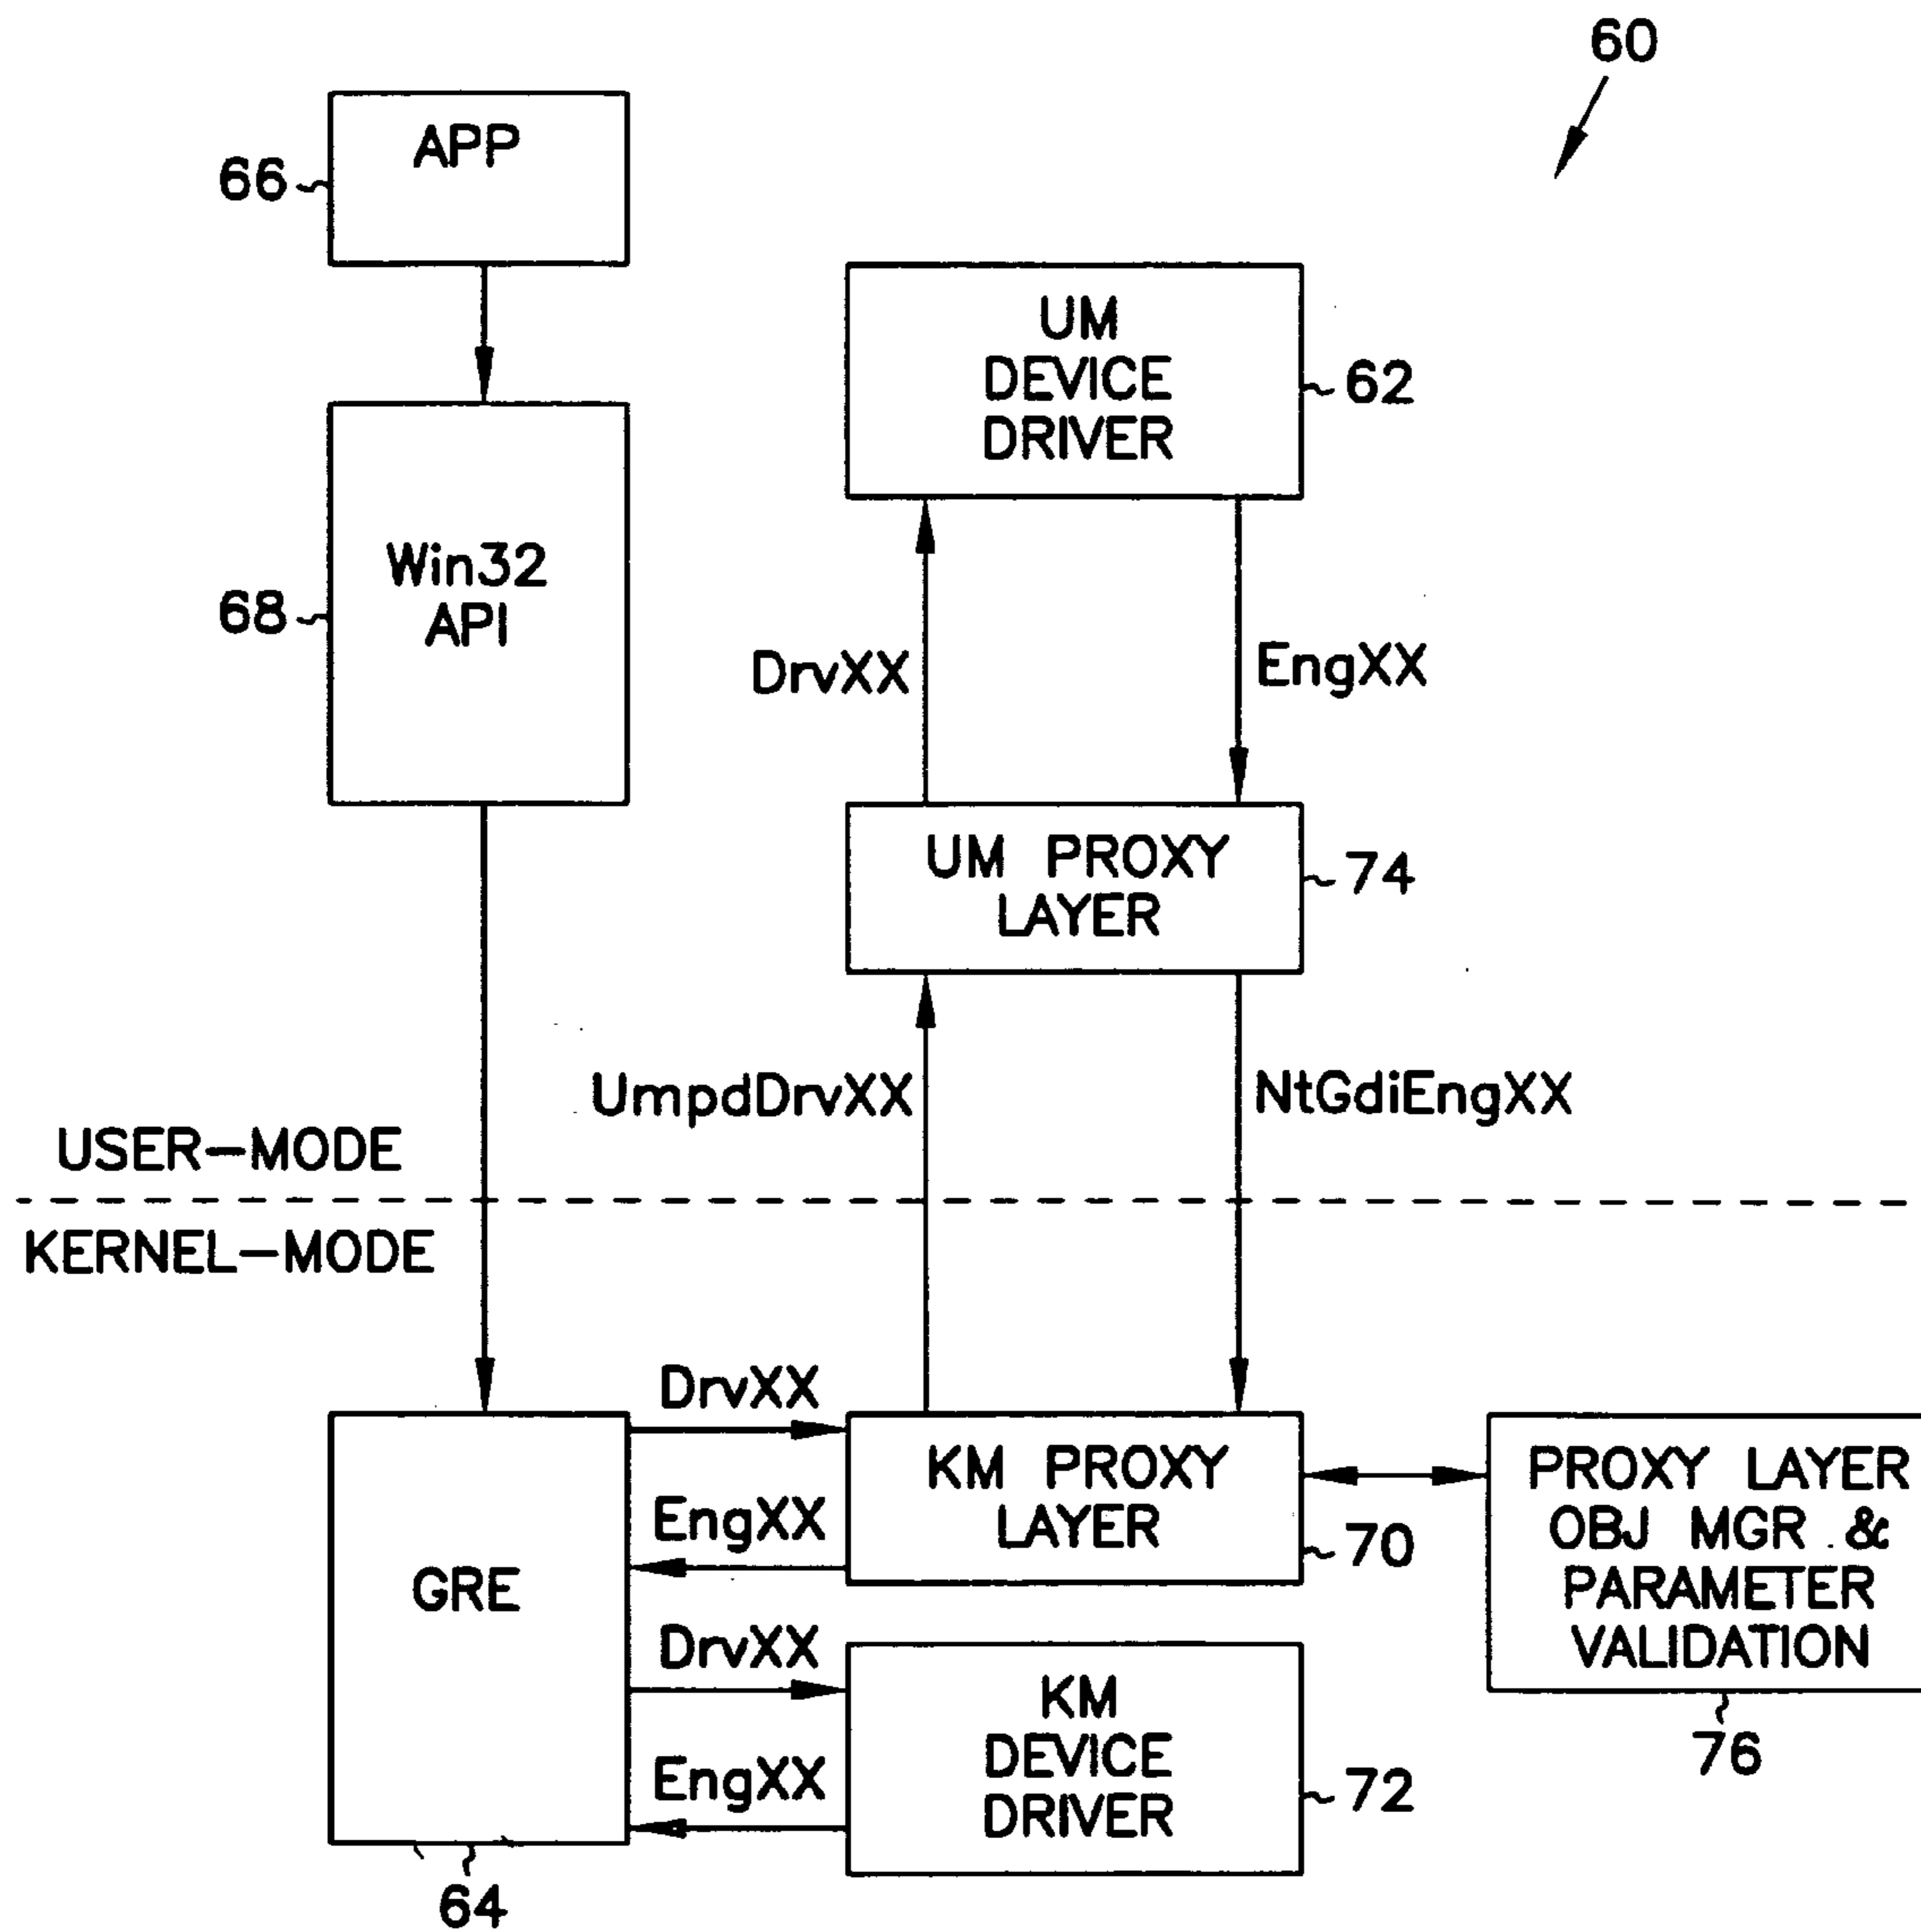 60
APP
66
UM
DEVICE
DRIVER
62
Win32
API
68
DrvXX
EngXX
UM PROXY
LAYER
74
UmpdDrvXX
NtGdiEngXX
USER-MODE
KERNEL-MODE
GRE
64
DrvXX
EngXX
KM PROXY
LAYER
70
PROXY LAYER
OBJ MGR &
PARAMETER
VALIDATION
76
DrvXX
EngXX
KM
DEVICE
DRIVER
72